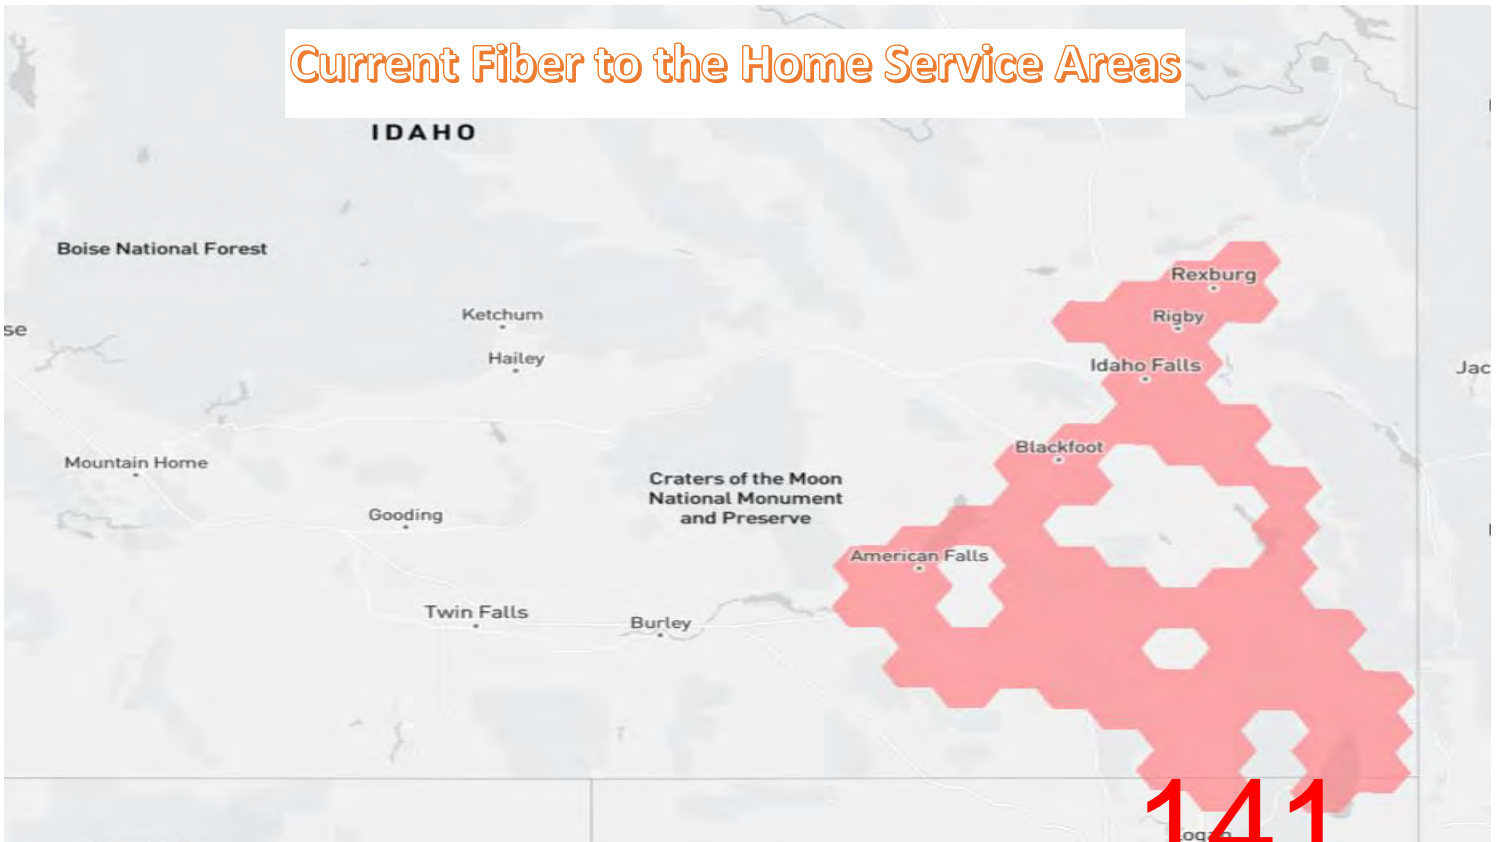 Current Fiber to the Home Service Areas
IDAHO
Boise National Forest
Rexburg
Ketchum
Rigby
se
Hailey
Idaho Falls
Jac
Blackfoot
Mountain Home
Craters of the Moon
National Monument
and Preserve
Gooding
American Falls
Twin Falls
Burley
141
Logan